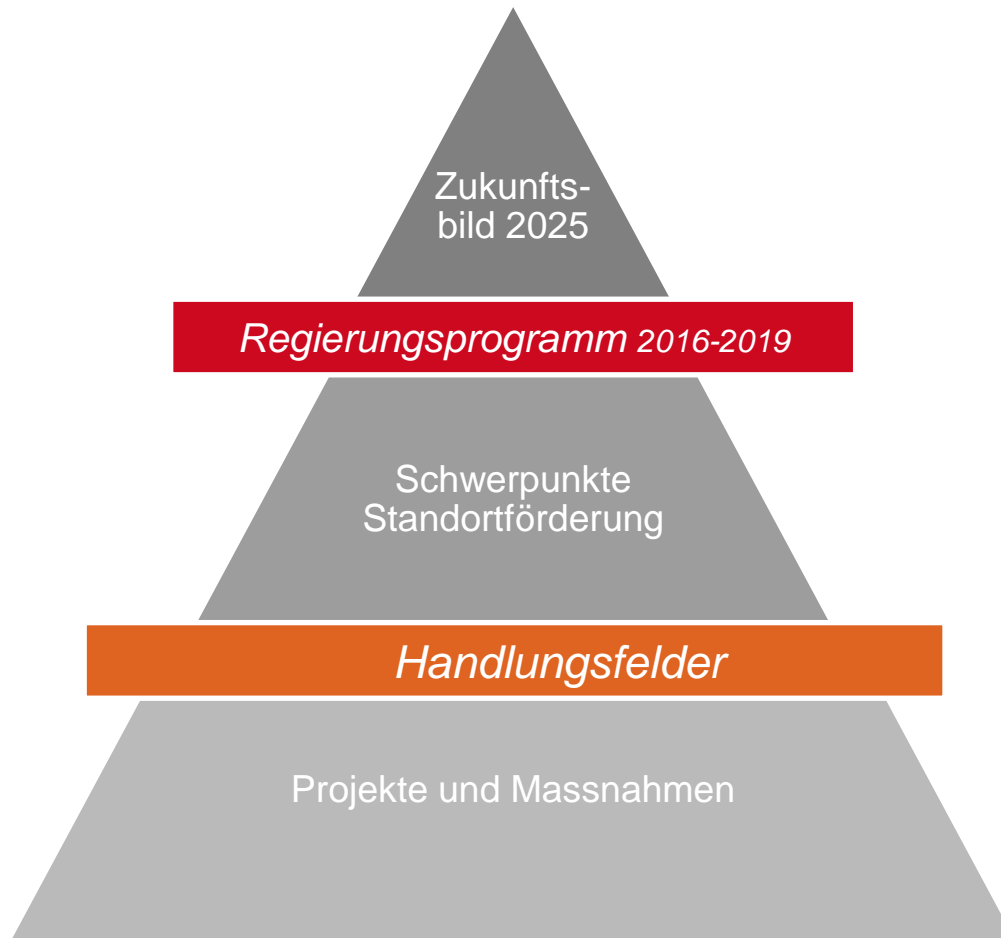 Zukunfts-
bild 2025
Regierungsprogramm 2016-2019
Schwerpunkte
Standortförderung
Handlungsfelder
Projekte und Massnahmen